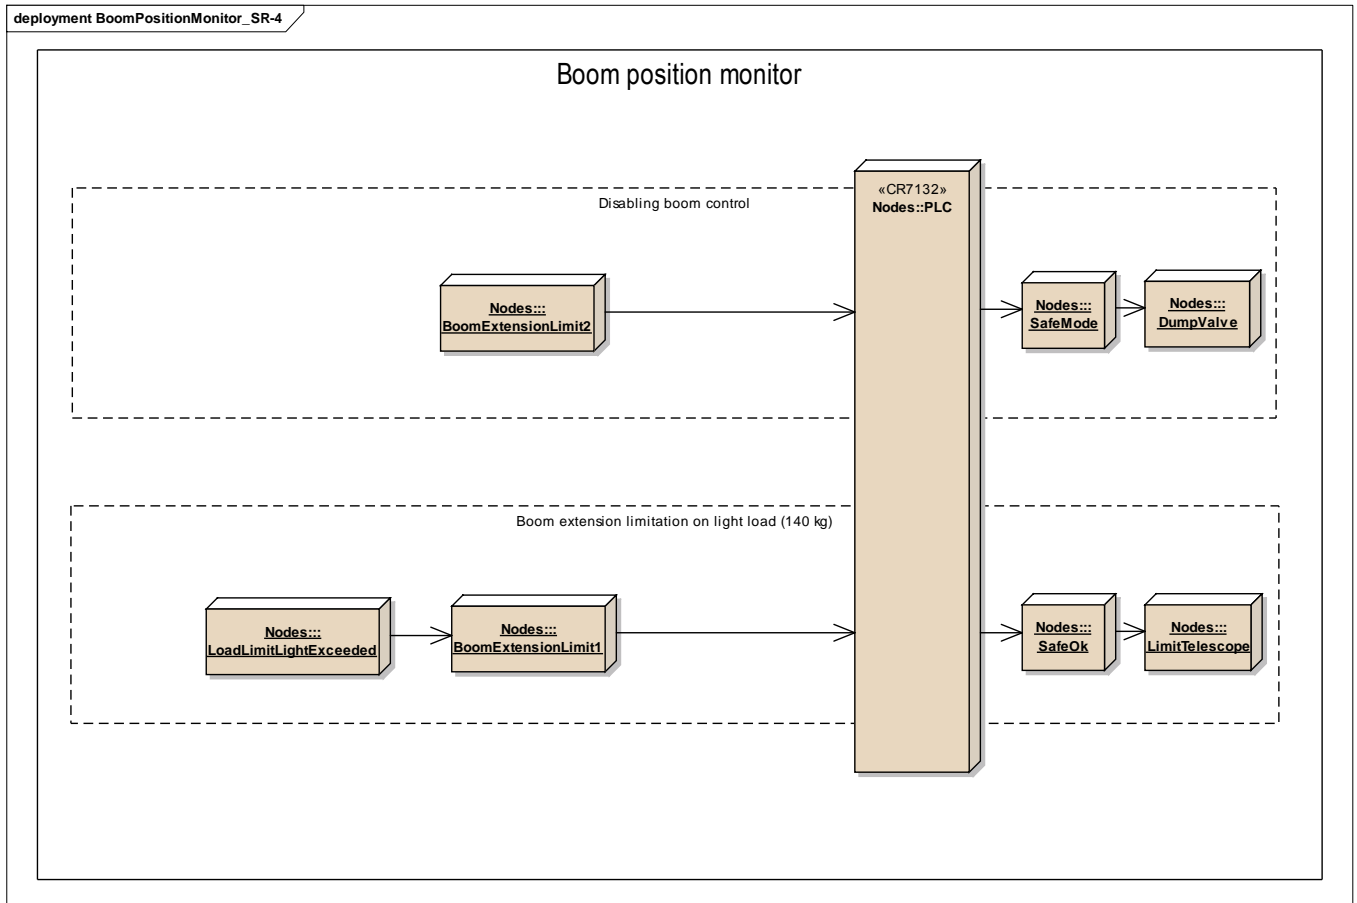 deployment BoomPositionMonitor_SR-4
Boom position monitor
«CR7132»
Nodes::PLC
Disabling boom control
Nodes:::
BoomExtensionLimit2
Nodes:::
SafeMode
Nodes:::
DumpValve
Boom extension limitation on light load (140 kg)
Nodes:::
LoadLimitLightExceeded
Nodes:::
BoomExtensionLimit1
Nodes:::
SafeOk
Nodes:::
LimitTelescope